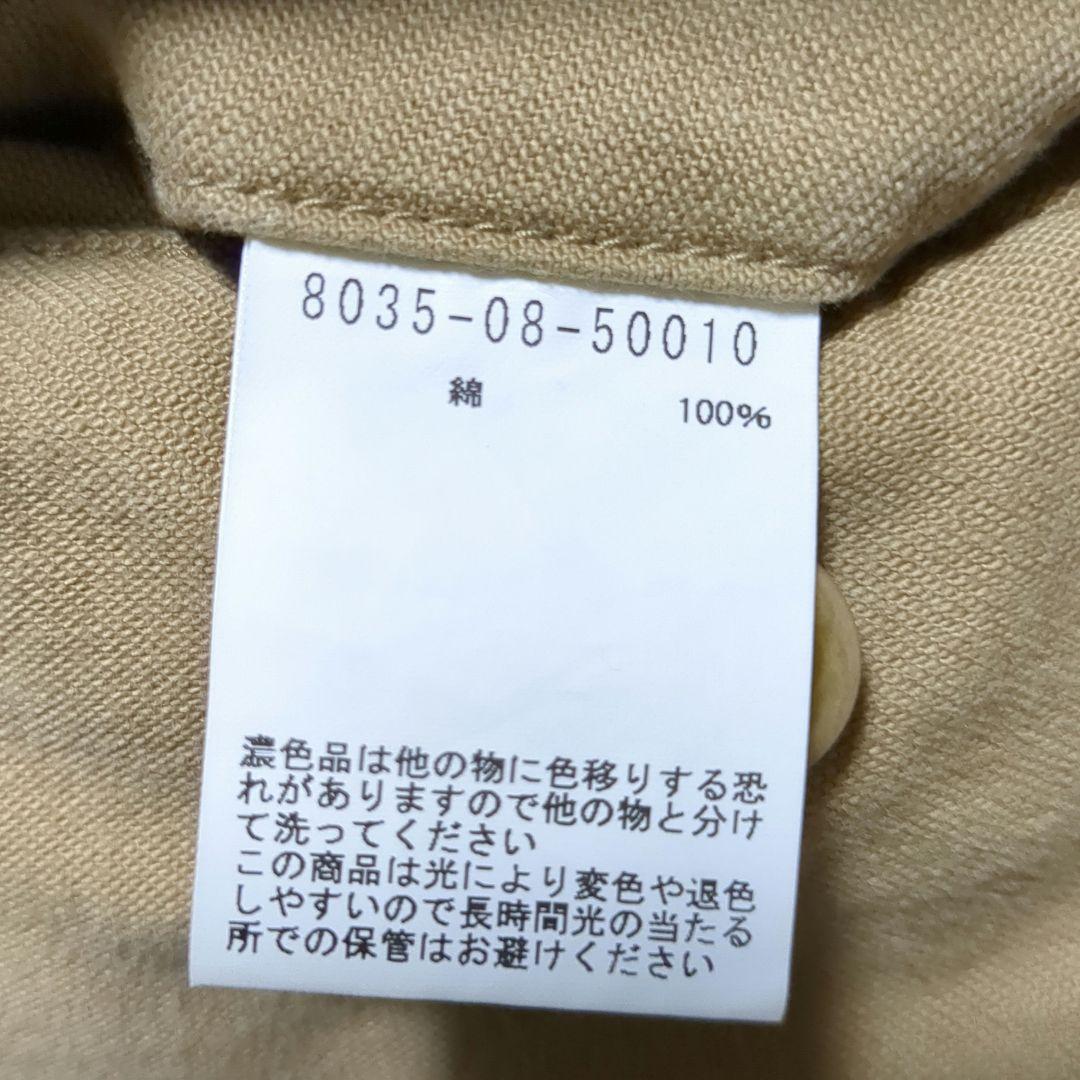 8035-08-50010
綿 100%
濃色品は他の物に色移りする恐
れがありますので他の物と分け
て洗ってください
この商品は光により変色や退色
しやすいので長時間光の当たる
所での保管はお避けください